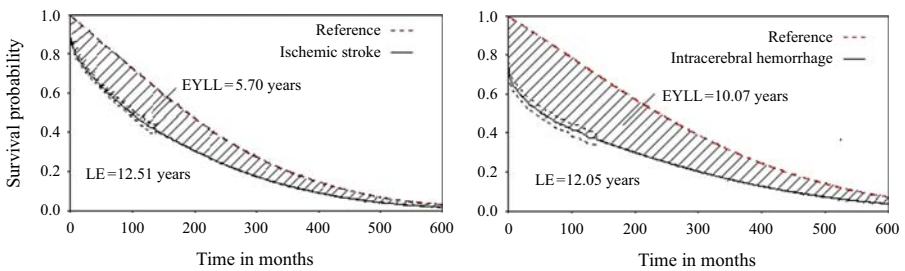 Survival probability
1.0
0.8
0.6
0.4
0.2
0.0
Reference
Ischemic stroke
EYLL=5.70 years
LE=12.51 years
0 100 200 300 400 500 600
Time in months
1.0
0.8
0.6
0.4
0.2
0.0
Reference
Intracerebral hemorrhage
EYLL=10.07 years
LE=12.05 years
0 100 200 300 400 500 600
Time in months